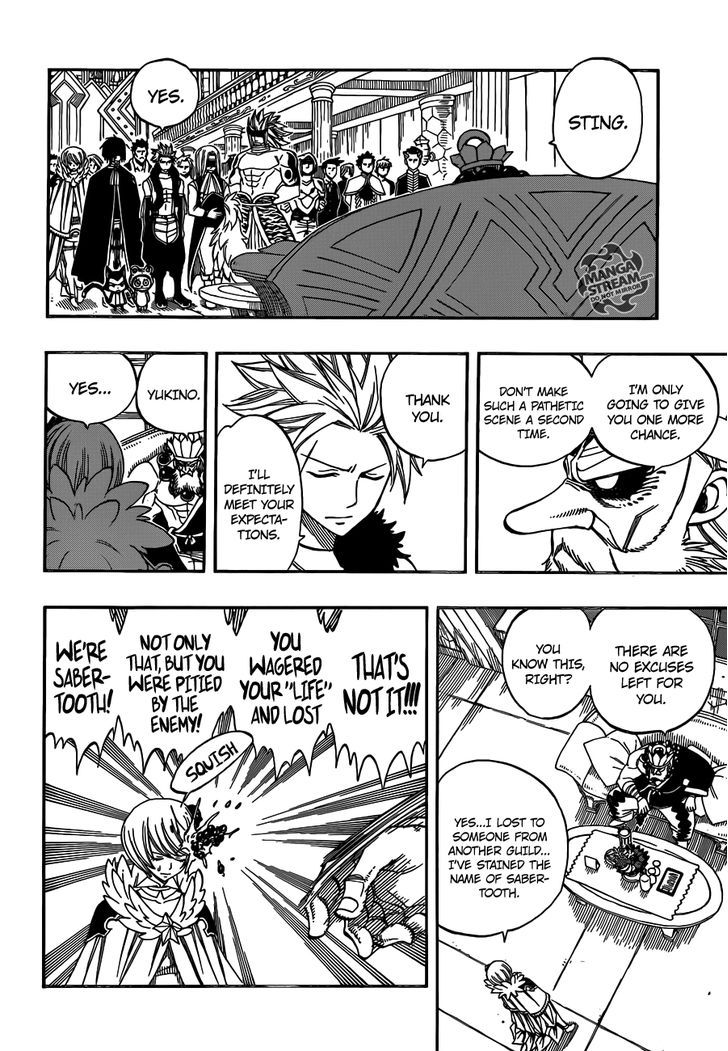 STING.
YES.
MANGA
STREAM.com
DO NOT MIRROR
I'M ONLY
GOING TO GIVE
YOU ONE MORE
CHANCE.
DON'T MAKE
SUCH A PATHETIC
SCENE A SECOND
TIME.
THANK
YOU.
I'LL
DEFINITELY
MEET YOUR
EXPECTA-
TIONS.
YUKINO.
YES...
THERE ARE
NO EXCUSES
LEFT FOR
YOU.
YOU
KNOW THIS,
RIGHT?
YES...I LOST TO
SOMEONE FROM
ANOTHER GUILD...
I'VE STAINED THE
NAME OF SABER-
TOOTH.
THAT'S
NOT IT!!!
YOU
WAGERED
YOUR "LIFE"
AND LOST
NOT ONLY
THAT, BUT YOU
WERE PITIED
BY THE
ENEMY!
WE'RE
SABER-
TOOTH!
SQUISH